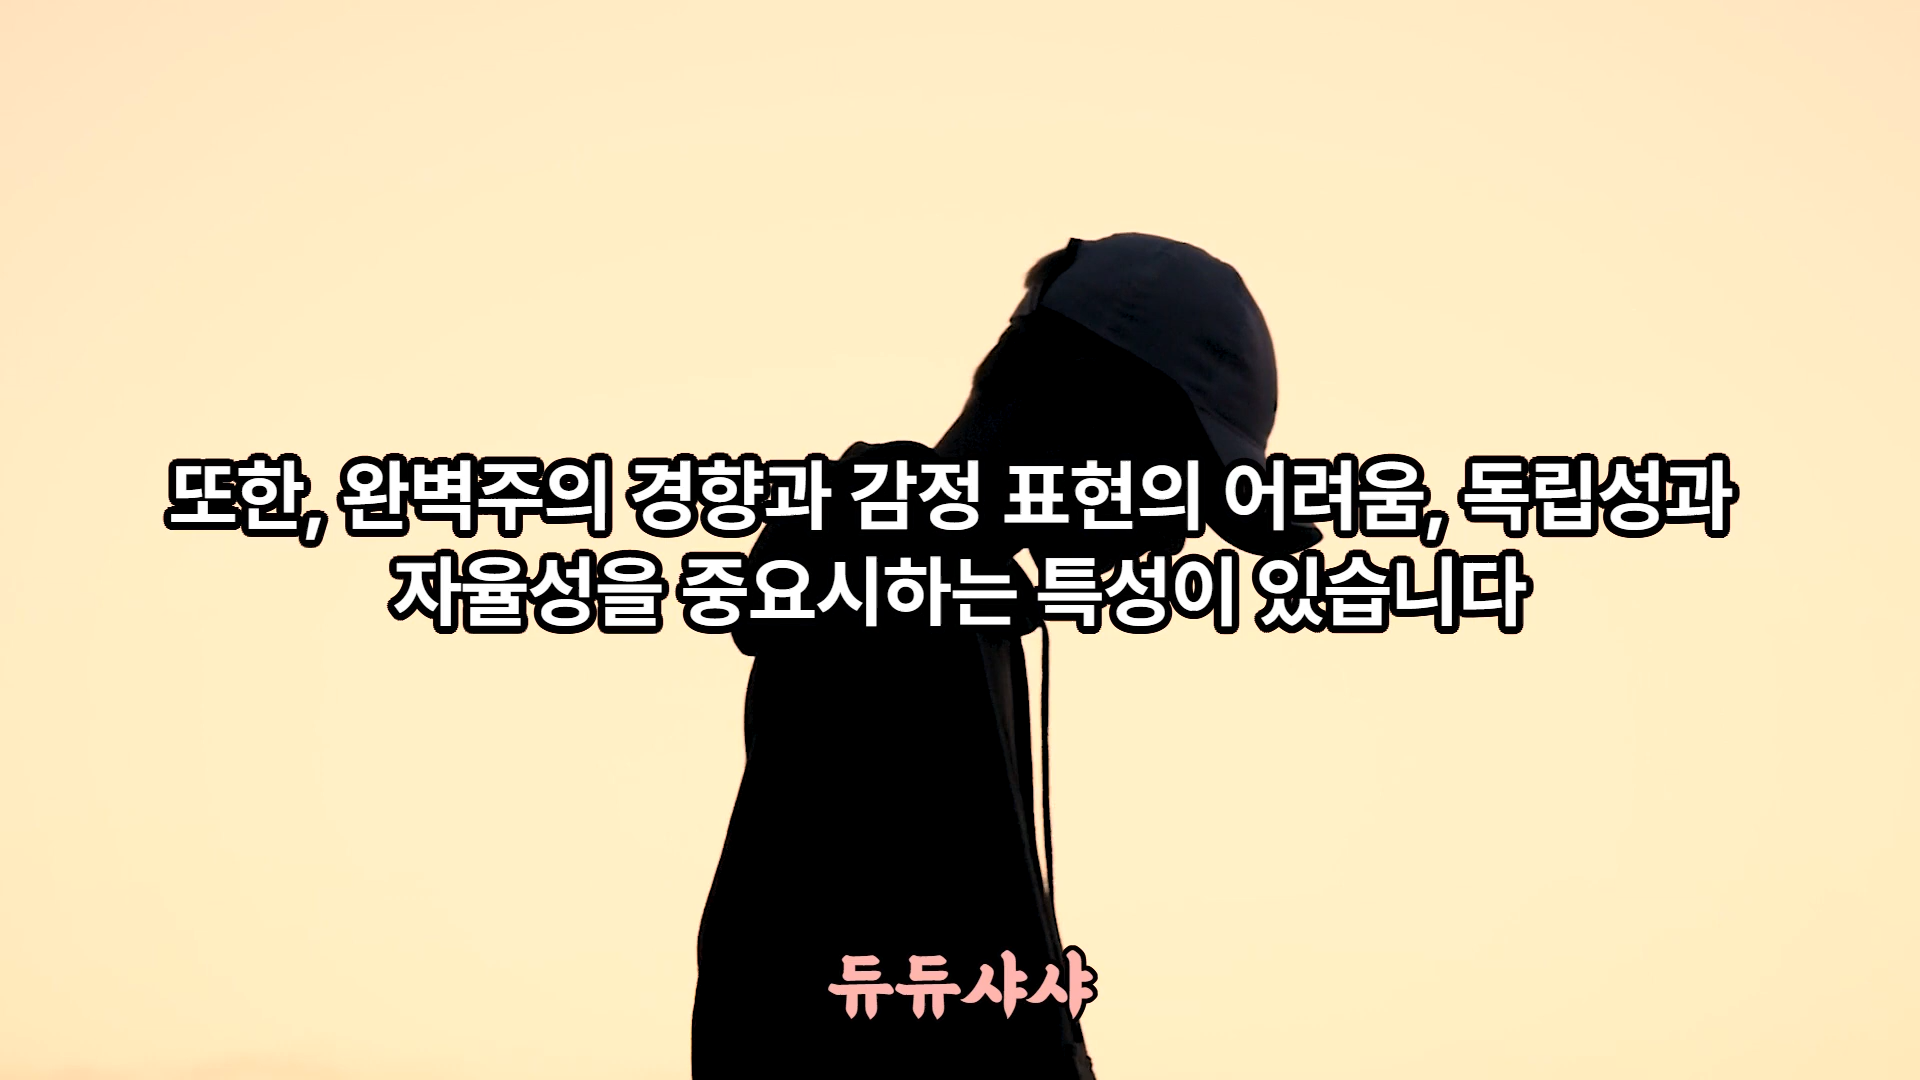 또한, 완벽주의 경향과 감정 표현의 어려움, 독립성과
자율성을 중요시하는 특성이 있습니다
듀듀샤샤